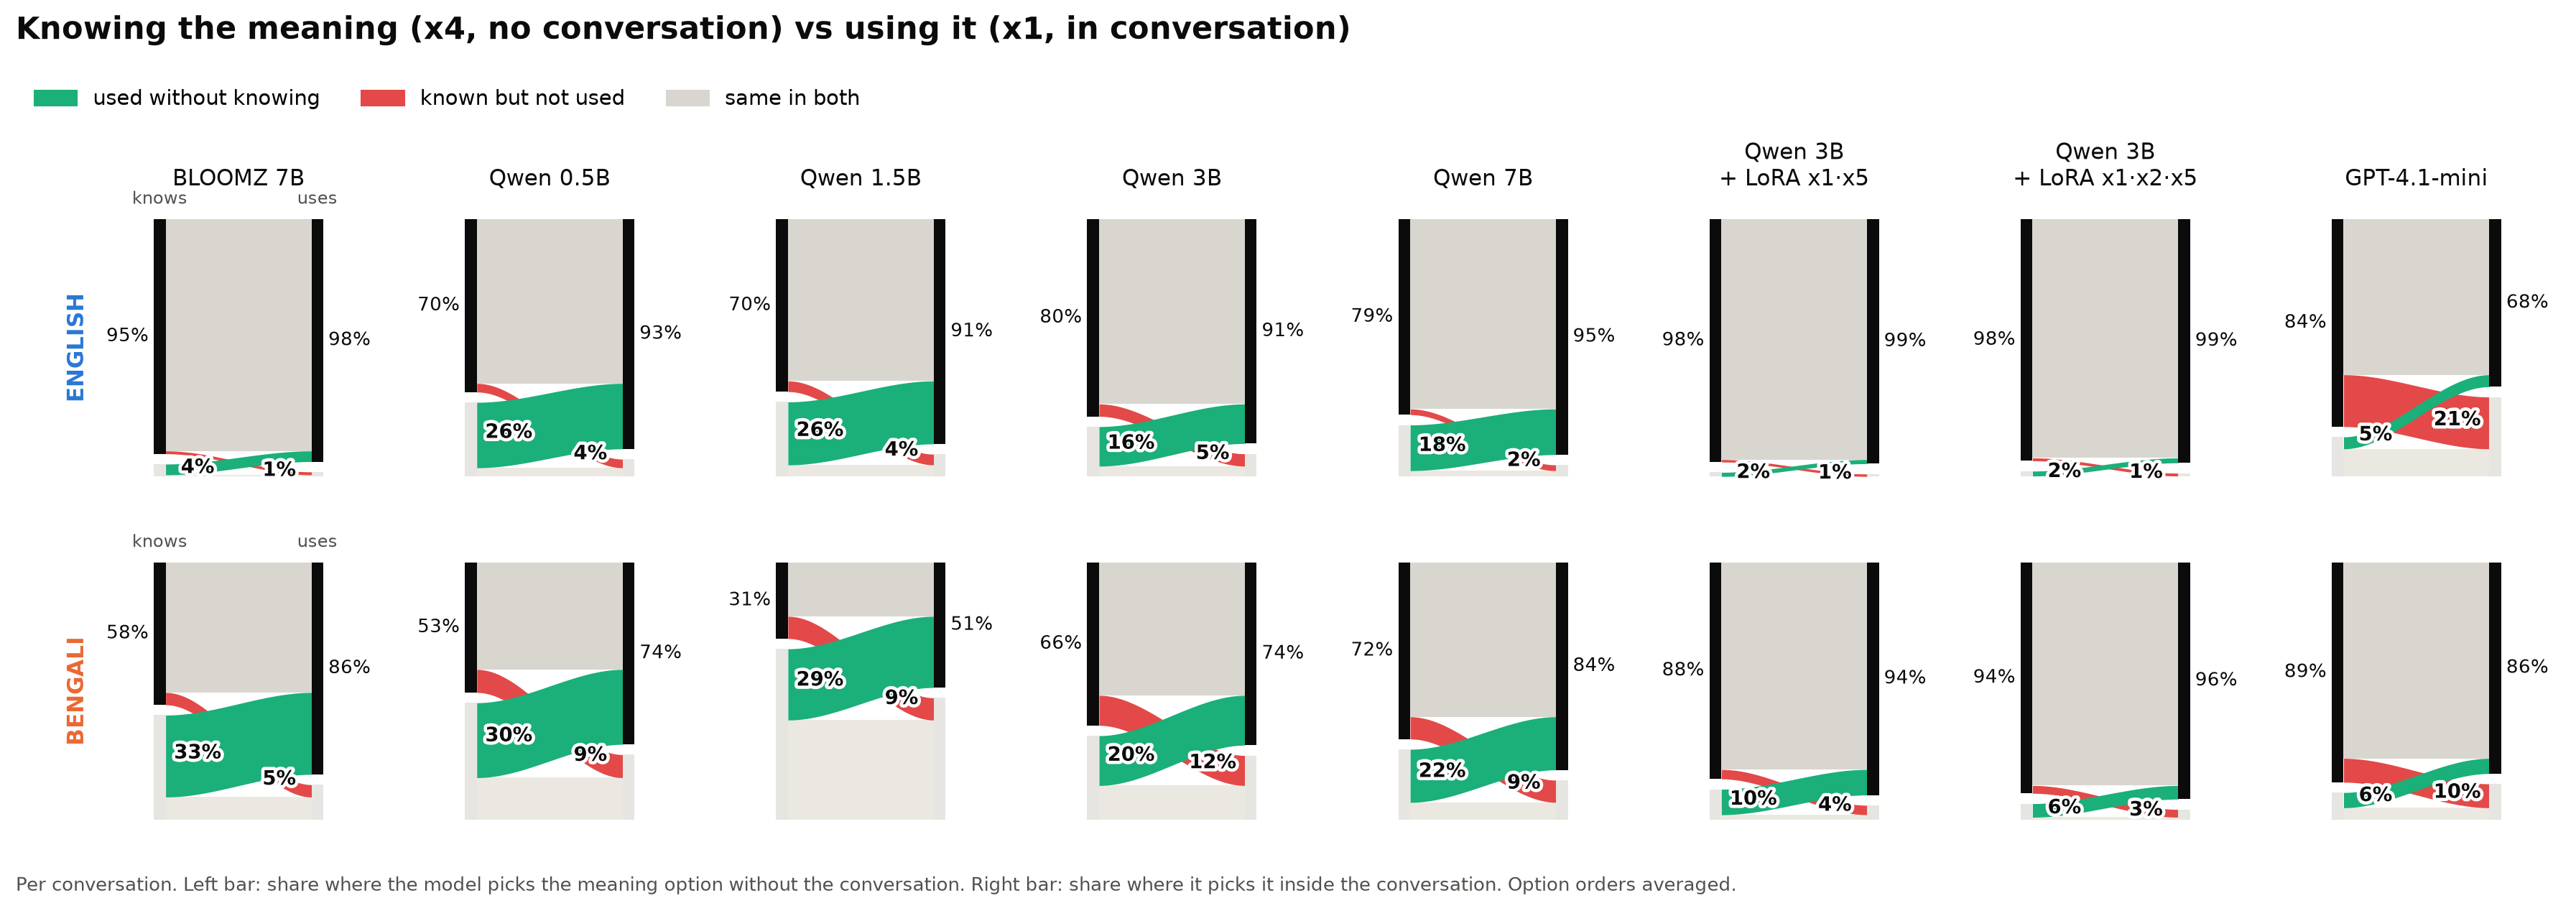 Knowing the meaning (x4, no conversation) vs using it (x1, in conversation)
used without knowing   known but not used   same in both
BLOOMZ 7B   Qwen 0.5B   Qwen 1.5B   Qwen 3B   Qwen 7B   Qwen 3B + LoRA x1·x5   Qwen 3B + LoRA x1·x2·x5   GPT-4.1-mini
knows   uses
ENGLISH
95%   4%   1%   98%
70%   26%   4%   93%
70%   26%   4%   91%
80%   16%   5%   91%
79%   18%   2%   95%
98%   2%   1%   99%
98%   2%   1%   99%
84%   5%   21%   68%
knows   uses
BENGALI
58%   33%   5%   86%
53%   30%   9%   74%
31%   29%   9%   51%
66%   20%   12%   74%
72%   22%   9%   84%
88%   10%   4%   94%
94%   6%   3%   96%
89%   6%   10%   86%
Per conversation. Left bar: share where the model picks the meaning option without the conversation. Right bar: share where it picks it inside the conversation. Option orders averaged.